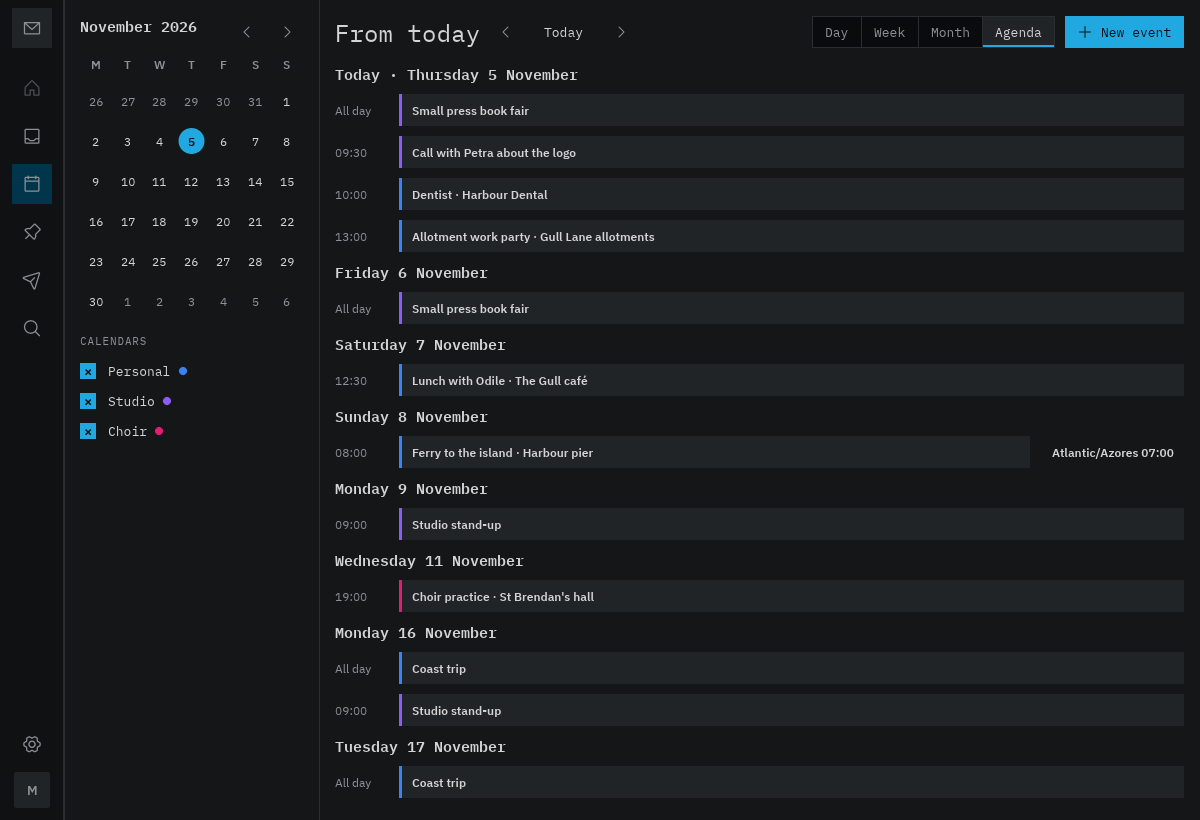 November 2026
M T W T F S S
26 27 28 29 30 31 1
2 3 4 5 6 7 8
9 10 11 12 13 14 15
16 17 18 19 20 21 22
23 24 25 26 27 28 29
30 1 2 3 4 5 6
CALENDARS
Personal
Studio
Choir
M
From today
Today
Day Week Month Agenda
New event
Today · Thursday 5 November
All day Small press book fair
09:30 Call with Petra about the logo
10:00 Dentist · Harbour Dental
13:00 Allotment work party · Gull Lane allotments
Friday 6 November
All day Small press book fair
Saturday 7 November
12:30 Lunch with Odile · The Gull café
Sunday 8 November
08:00 Ferry to the island · Harbour pier Atlantic/Azores 07:00
Monday 9 November
09:00 Studio stand-up
Wednesday 11 November
19:00 Choir practice · St Brendan's hall
Monday 16 November
All day Coast trip
09:00 Studio stand-up
Tuesday 17 November
All day Coast trip